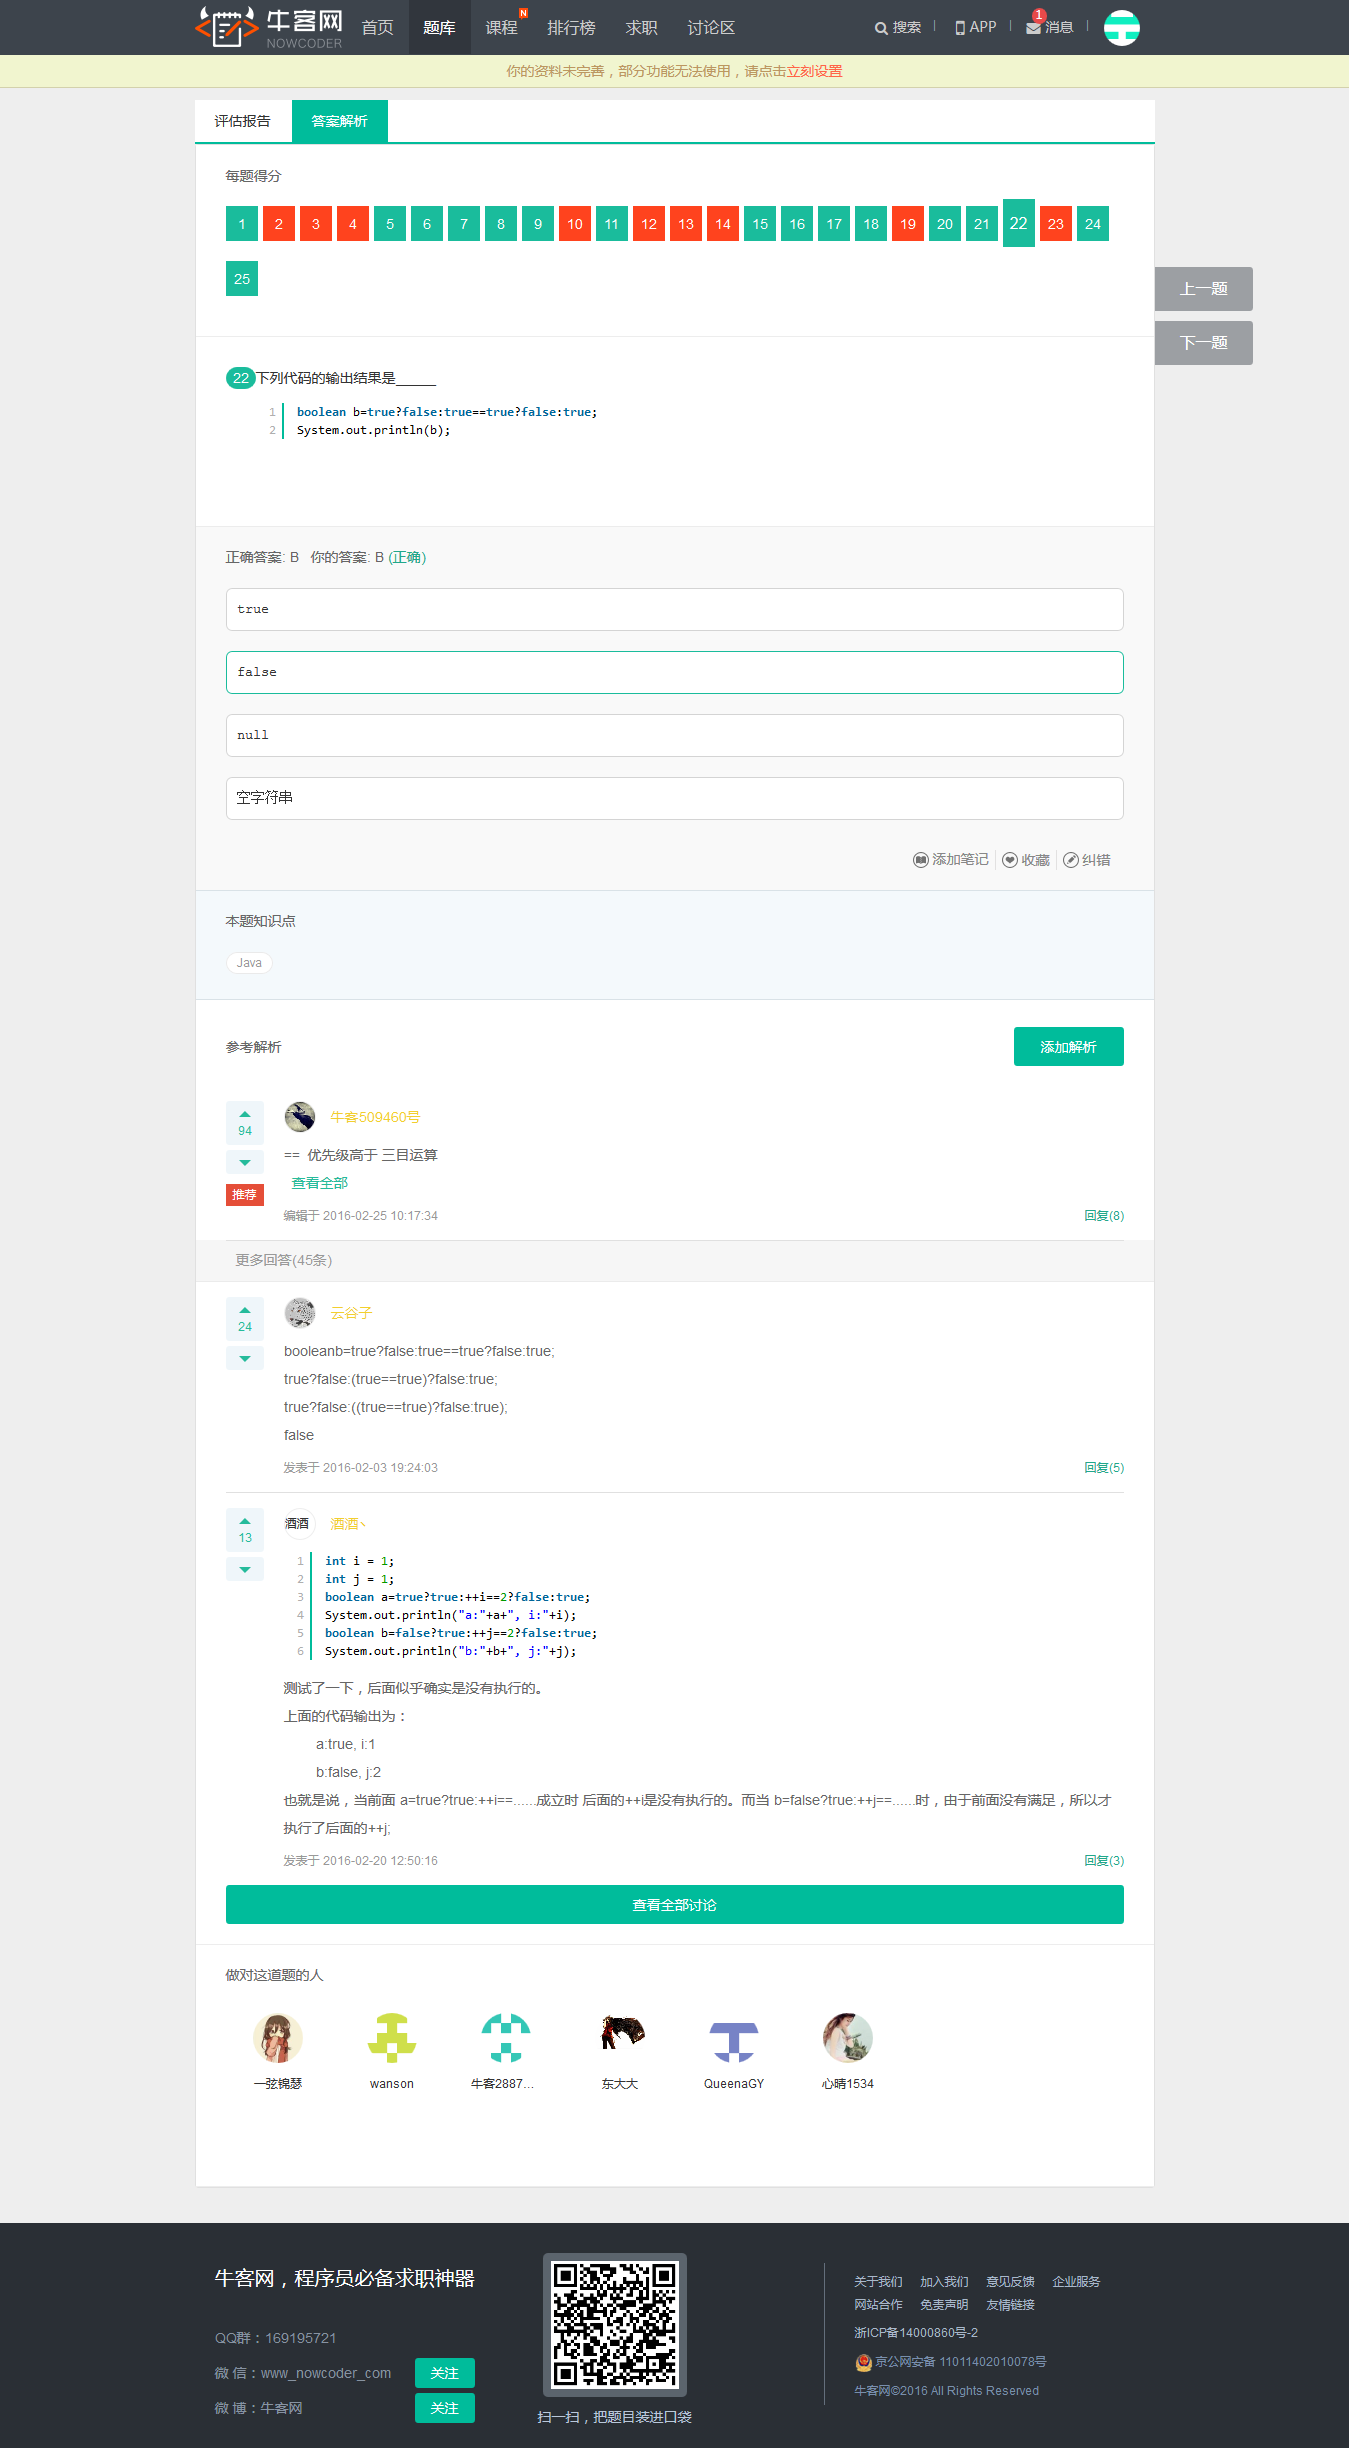 牛客网
NOWCODER
首页 题库 课程 N 排行榜 求职 讨论区 搜索 APP 1 消息
你的资料未完善，部分功能无法使用，请点击立刻设置
评估报告 答案解析
每题得分
1 2 3 4 5 6 7 8 9 10 11 12 13 14 15 16 17 18 19 20 21 22 23 24
25
上一题
下一题
22 下列代码的输出结果是_____
1 boolean b=true?false:true==true?false:true;
2 System.out.println(b);
正确答案: B 你的答案: B (正确)
true
false
null
空字符串
添加笔记 收藏 纠错
本题知识点
Java
参考解析 添加解析
94
牛客509460号
== 优先级高于 三目运算
查看全部
推荐
编辑于 2016-02-25 10:17:34 回复(8)
更多回答(45条)
24
云谷子
booleanb=true?false:true==true?false:true;
true?false:(true==true)?false:true;
true?false:((true==true)?false:true);
false
发表于 2016-02-03 19:24:03 回复(5)
13
酒酒 酒酒丶
1 int i = 1;
2 int j = 1;
3 boolean a=true?true:++i==2?false:true;
4 System.out.println("a:"+a+", i:"+i);
5 boolean b=false?true:++j==2?false:true;
6 System.out.println("b:"+b+", j:"+j);
测试了一下，后面似乎确实是没有执行的。
上面的代码输出为：
a:true, i:1
b:false, j:2
也就是说，当前面 a=true?true:++i==......成立时 后面的++i是没有执行的。而当 b=false?true:++j==......时，由于前面没有满足，所以才
执行了后面的++j;
发表于 2016-02-20 12:50:16 回复(3)
查看全部讨论
做对这道题的人
一弦锦瑟 wanson 牛客2887... 东大大 QueenaGY 心晴1534
牛客网，程序员必备求职神器
QQ群：169195721
微 信：www_nowcoder_com 关注
微 博：牛客网 关注
扫一扫，把题目装进口袋
关于我们 加入我们 意见反馈 企业服务
网站合作 免责声明 友情链接
浙ICP备14000860号-2
京公网安备 11011402010078号
牛客网©2016 All Rights Reserved